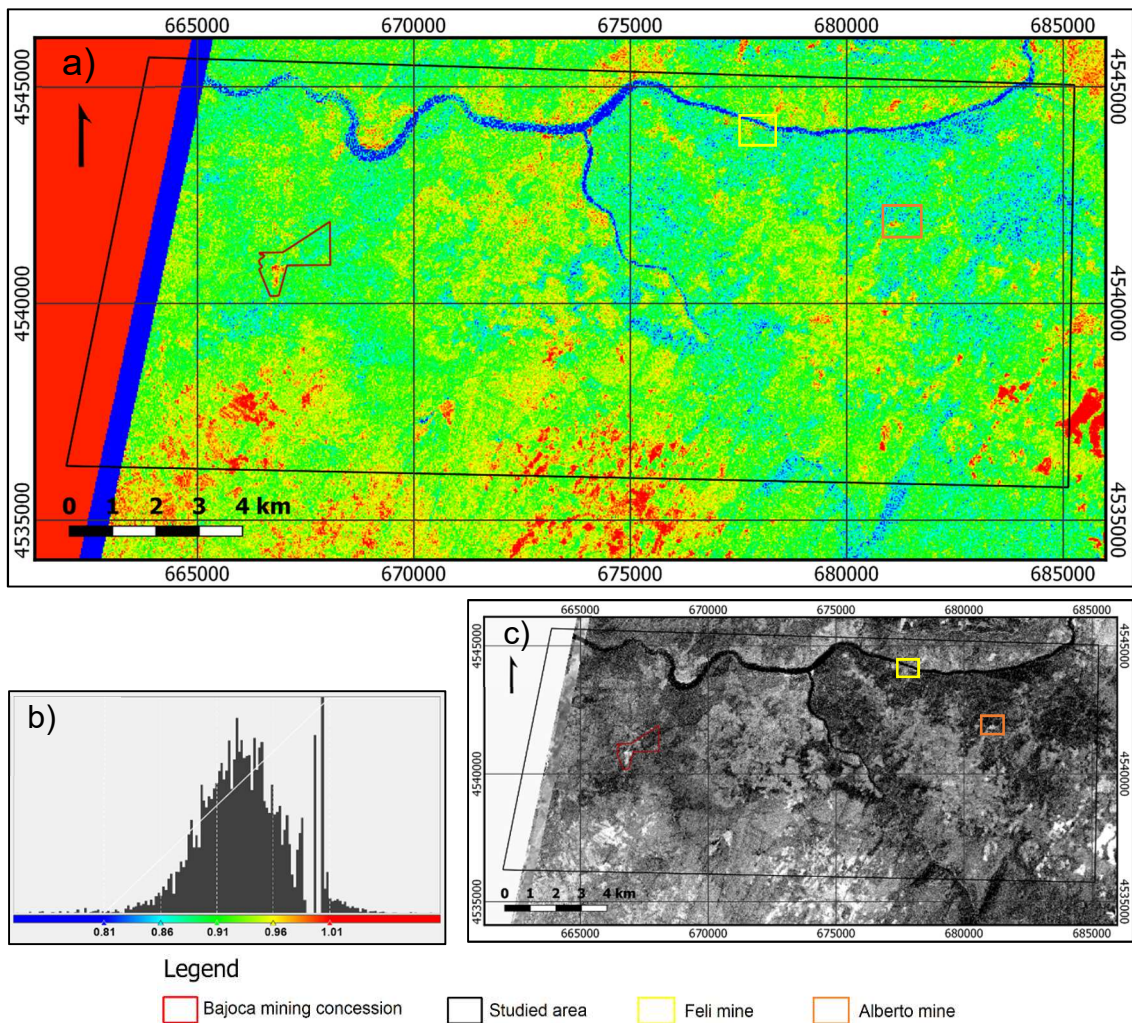 665000 670000 675000 680000 685000
a)
4545000 4545000
4540000 4540000
4535000 4535000
0 1 2 3 4 km
665000 670000 675000 680000 685000
665000 670000 675000 680000 685000
c)
4545000 4545000
4540000 4540000
4535000 4535000
0 1 2 3 4 km
665000 670000 675000 680000 685000
b)
0.81 0.86 0.91 0.96 1.01
Legend
Bajoca mining concession Studied area Feli mine Alberto mine